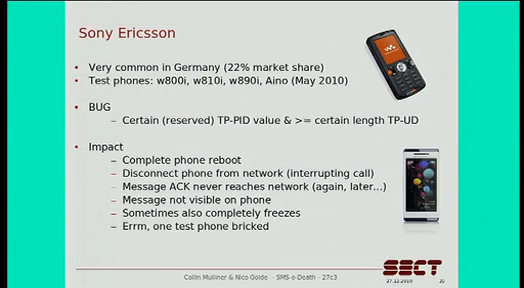 Sony Ericsson
• Very common in Germany (22% market share)
• Test phones: w800i, w810i, w890i, Aino (May 2010)
• BUG
– Certain (reserved) TP-PID value & >= certain length TP-UD
• Impact
– Complete phone reboot
– Disconnect phone from network (interrupting call)
– Message ACK never reaches network (again, later...)
– Message not visible on phone
– Sometimes also completely freezes
– Errm, one test phone bricked
SECT
Collin Mulliner & Nico Golde - SMS-o-Death - 27c3
27.12.2010